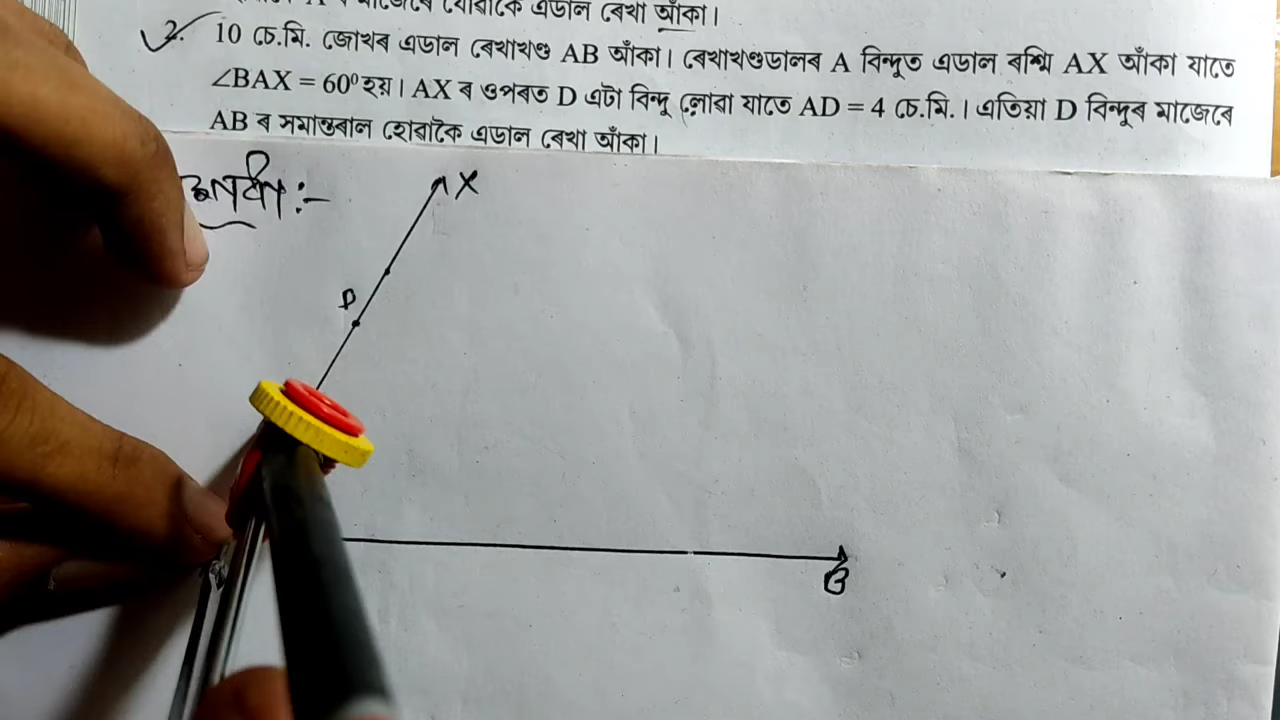 যোৱাকৈ এডাল ৰেখা আঁকা।
2. 10 চে.মি. জোখৰ এডাল ৰেখাখণ্ড AB আঁকা। ৰেখাখণ্ডডালৰ A বিন্দুত এডাল ৰশ্মি AX আঁকা যাতে
∠BAX = 60⁰ হয়। AX ৰ ওপৰত D এটা বিন্দু লোৱা যাতে AD = 4 চে.মি.। এতিয়া D বিন্দুৰ মাজেৰে
AB ৰ সমান্তৰাল হোৱাকৈ এডাল ৰেখা আঁকা।
X
D
B